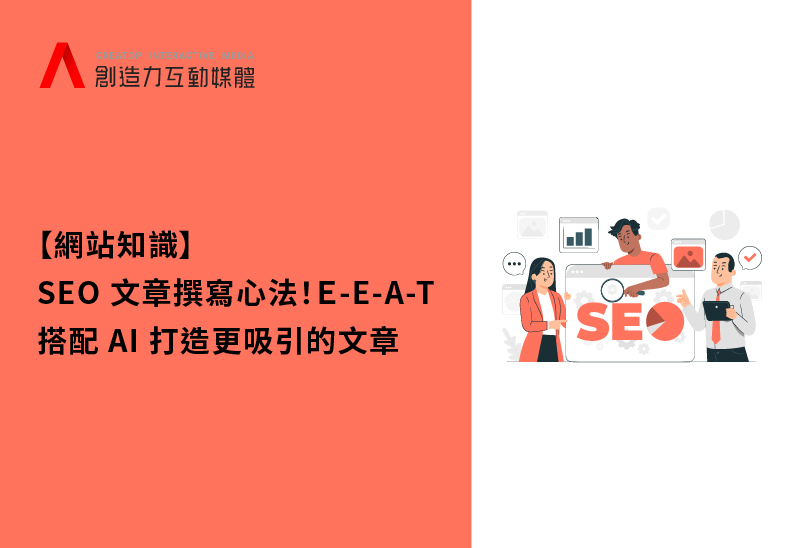 CREATOP INTERACTIVE MEDIA
創造力互動媒體
【網站知識】
SEO 文章撰寫心法！E-E-A-T
搭配 AI 打造更吸引的文章
SEO